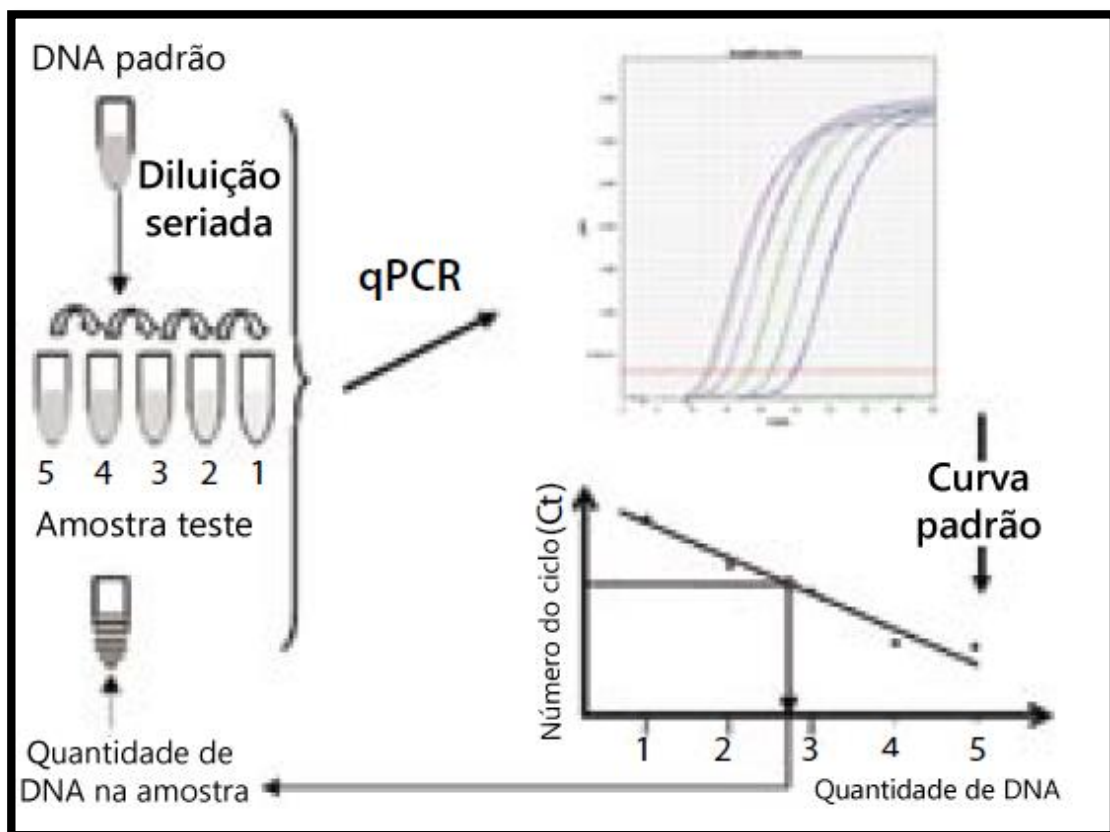 DNA padrão
Diluição
seriada
qPCR
5 4 3 2 1
Amostra teste
Quantidade de
DNA na amostra
Curva
padrão
Número do ciclo (Ct)
1 2 3 4 5
Quantidade de DNA